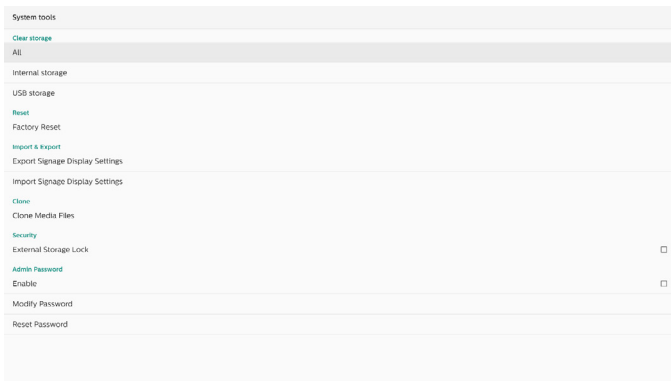 System tools
Clear storage
All
Internal storage
USB storage
Reset
Factory Reset
Import & Export
Export Signage Display Settings
Import Signage Display Settings
Clone
Clone Media Files
Security
External Storage Lock
Admin Password
Enable
Modify Password
Reset Password